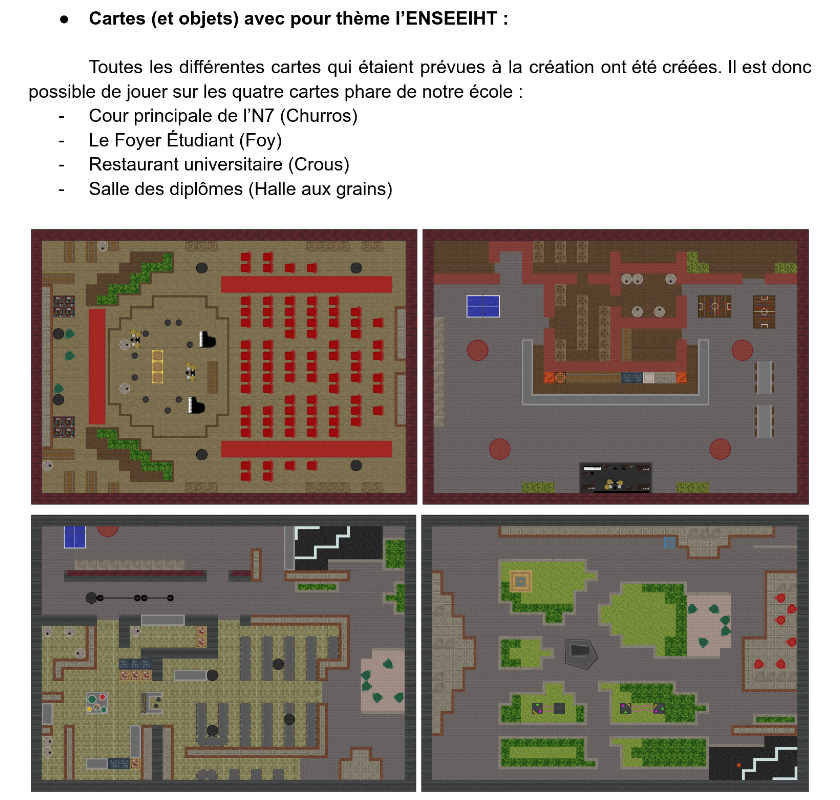 ● Cartes (et objets) avec pour thème l’ENSEEIHT :
Toutes les différentes cartes qui étaient prévues à la création ont été créées. Il est donc
possible de jouer sur les quatre cartes phare de notre école :
- Cour principale de l’N7 (Churros)
- Le Foyer Étudiant (Foy)
- Restaurant universitaire (Crous)
- Salle des diplômes (Halle aux grains)